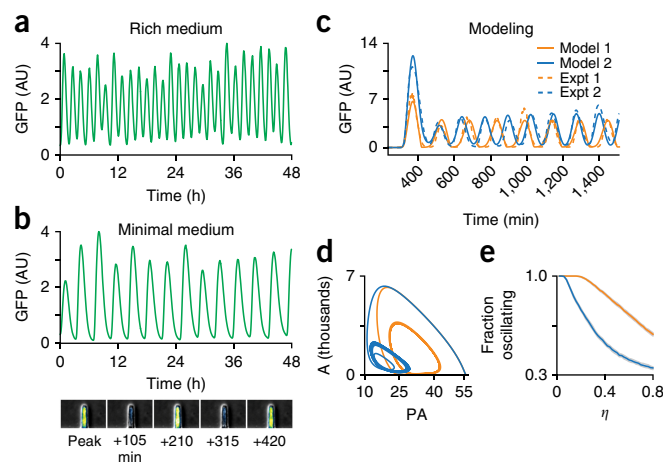 a
Rich medium
GFP (AU)
4
2
0
0 12 24 36 48
Time (h)
b
Minimal medium
GFP (AU)
4
2
0
0 12 24 36 48
Time (h)
Peak +105 +210 +315 +420
min
c
Modeling
GFP (AU)
14
7
0
Model 1
Model 2
Expt 1
Expt 2
400 600 800 1,000 1,200 1,400
Time (min)
d
A (thousands)
7
0
10 25 40 55
PA
e
Fraction
oscillating
1.0
0.3
0 0.4 0.8
η